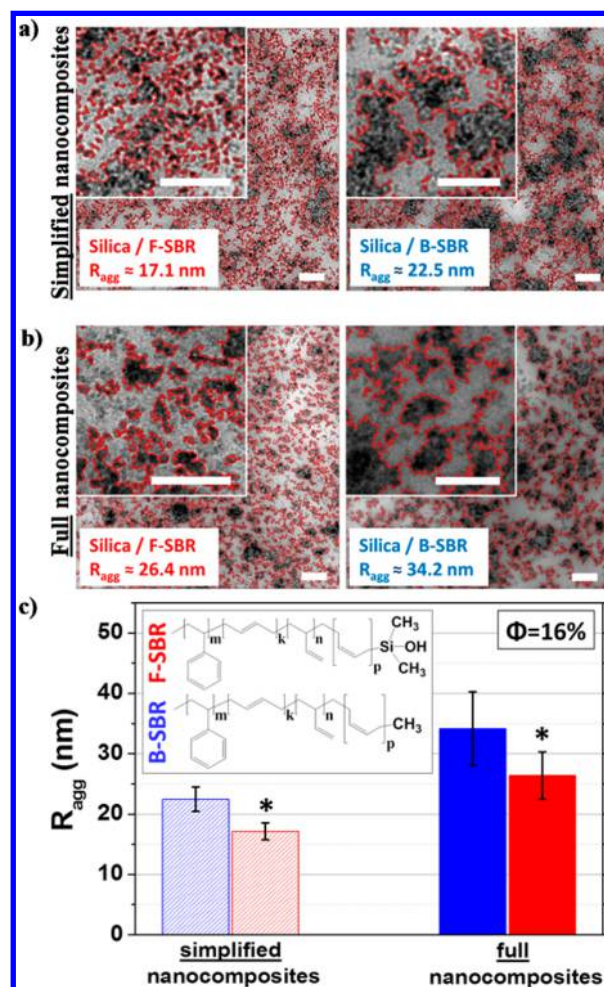 a)
Simplified nanocomposites
Silica / F-SBR
R_agg ≈ 17.1 nm
Silica / B-SBR
R_agg ≈ 22.5 nm
b)
Full nanocomposites
Silica / F-SBR
R_agg ≈ 26.4 nm
Silica / B-SBR
R_agg ≈ 34.2 nm
c)
R_agg (nm)
50
40
30
20
10
0
F-SBR
m
k
n
p
CH₃
Si
OH
CH₃
B-SBR
m
k
n
p
CH₃
Φ=16%
*
*
simplified
nanocomposites
full
nanocomposites